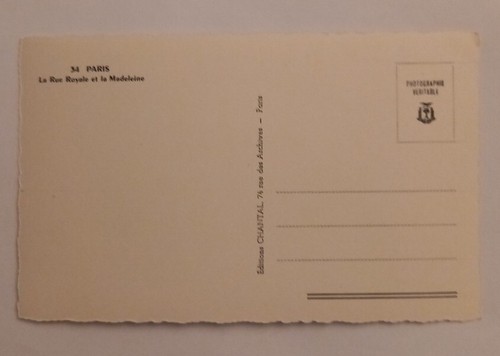 34 PARIS
La Rue Royale et la Madeleine
PHOTOGRAPHIE
VERITABLE
Editions CHANTAL, 74 rue des Archives - Paris